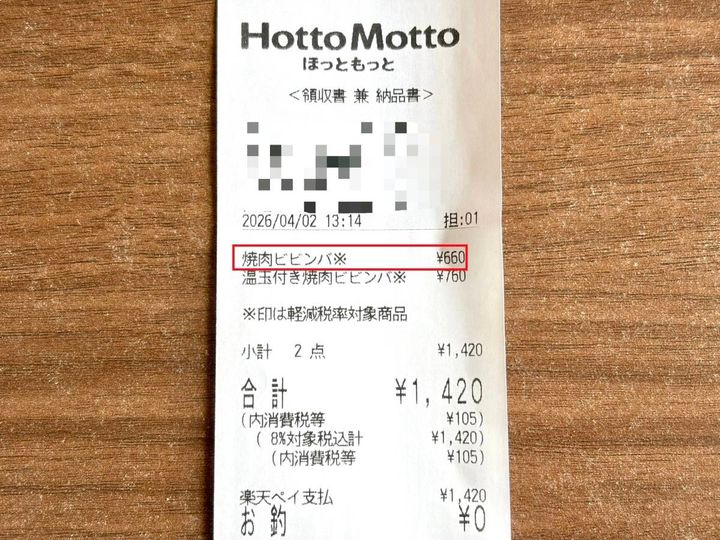 Hotto Motto
ほっともっと
＜領収書 兼 納品書＞
2026/04/02 13:14 担:01
焼肉ビビンバ※ ¥660
温玉付き焼肉ビビンバ※ ¥760
※印は軽減税率対象商品
小計 2 点 ¥1,420
合計 ¥1,420
(内消費税等 ¥105)
( 8%対象税込計 ¥1,420)
(内消費税等 ¥105)
楽天ペイ支払 ¥1,420
お釣 ¥0